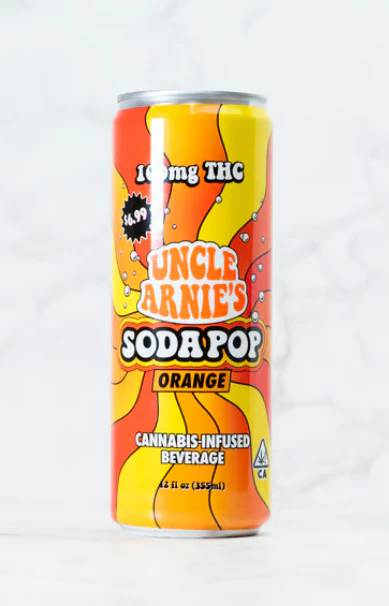 100mg THC
$6.99
UNCLE
ARNIE'S
SODA POP
ORANGE
CANNABIS-INFUSED
BEVERAGE
CA
12 fl oz (355ml)